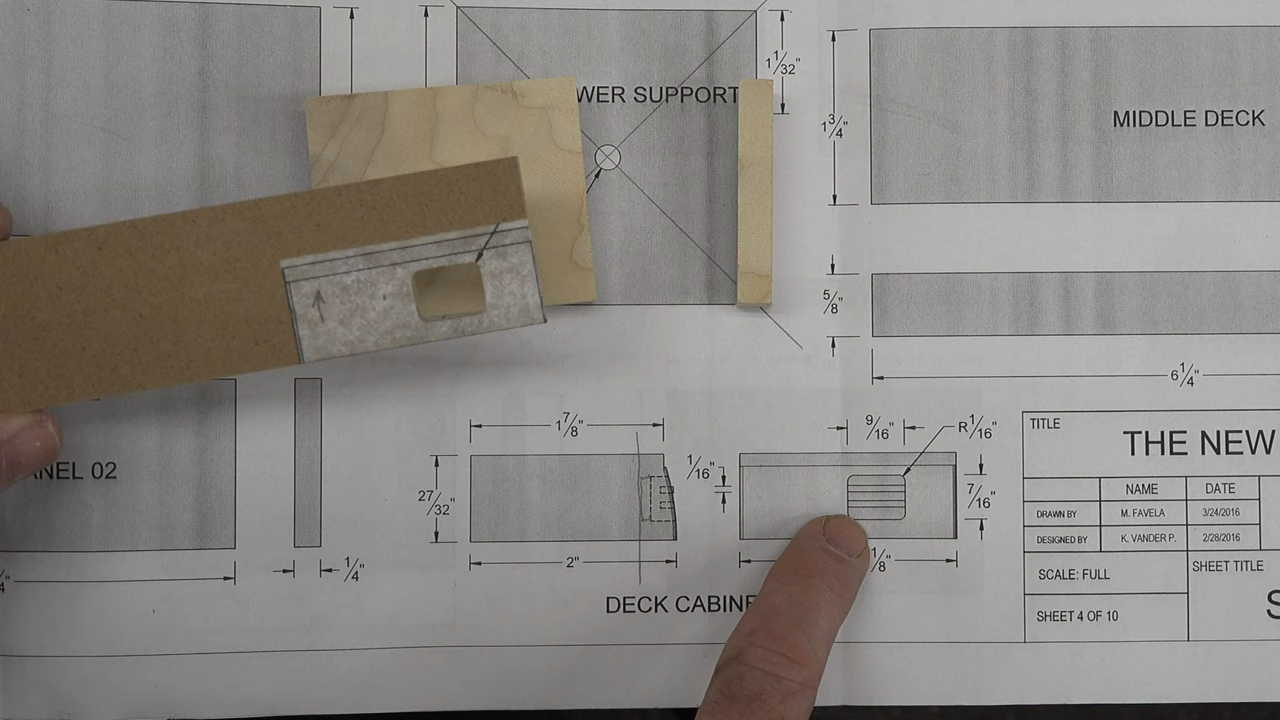 WER SUPPORT
1 1/32"
1 3/4"
MIDDLE DECK
5/8"
6 1/4"
ANEL 02
1/4"
1 7/8"
27/32"
2"
1/16"
9/16"
R 1/16"
7/16"
1/8"
DECK CABINE
TITLE
THE NEW
NAME DATE
DRAWN BY M. FAVELA 3/24/2016
DESIGNED BY K. VANDER P. 2/28/2016
SCALE: FULL
SHEET TITLE
SHEET 4 OF 10
S